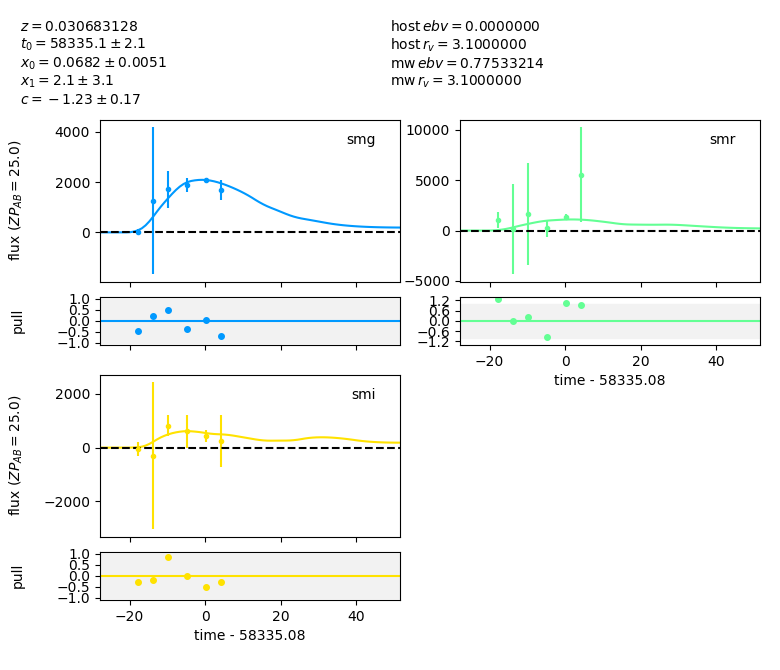 z = 0.030683128
host ebv = 0.0000000
t₀ = 58335.1 ± 2.1
host r_v = 3.1000000
x₀ = 0.0682 ± 0.0051
mw ebv = 0.77533214
x₁ = 2.1 ± 3.1
mw r_v = 3.1000000
c = −1.23 ± 0.17
flux (ZP_AB = 25.0)
4000
2000
0
smg
10000
5000
0
−5000
smr
pull
1.0
0.5
0.0
−0.5
−1.0
1.2
0.6
0.0
−0.6
−1.2
−20 0 20 40
time - 58335.08
flux (ZP_AB = 25.0)
2000
0
−2000
smi
pull
1.0
0.5
0.0
−0.5
−1.0
−20 0 20 40
time - 58335.08